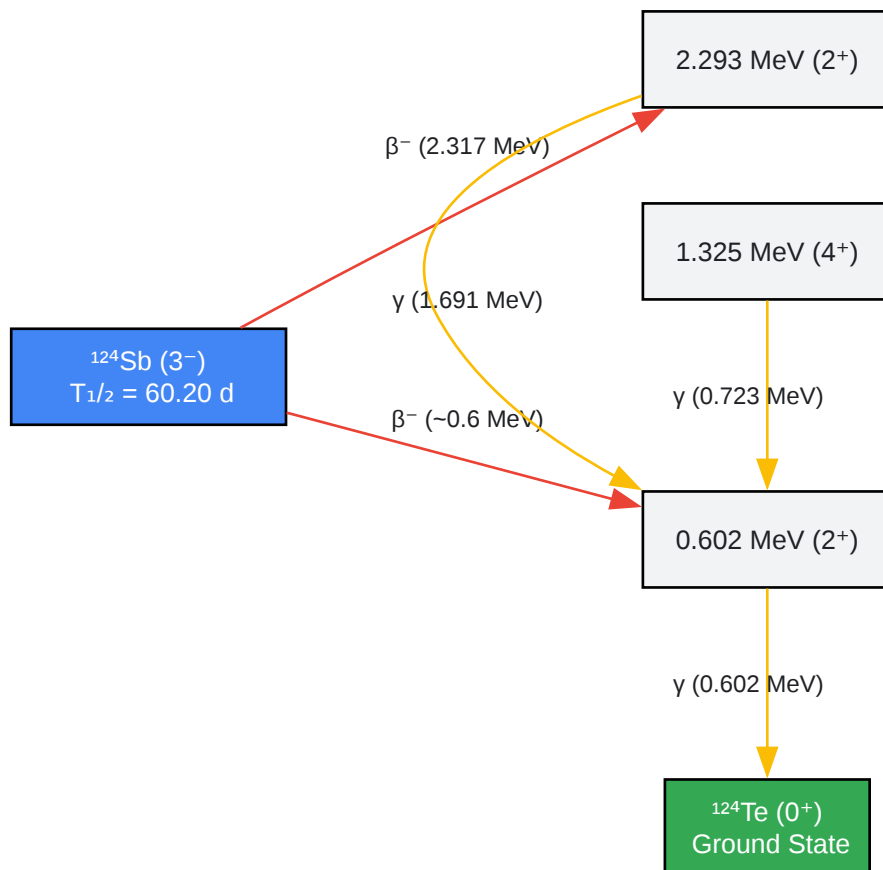 2.293 MeV (2⁺)
β⁻ (2.317 MeV)
1.325 MeV (4⁺)
γ (1.691 MeV)
¹²⁴Sb (3⁻)
T₁/₂ = 60.20 d
γ (0.723 MeV)
β⁻ (~0.6 MeV)
0.602 MeV (2⁺)
γ (0.602 MeV)
¹²⁴Te (0⁺)
Ground State